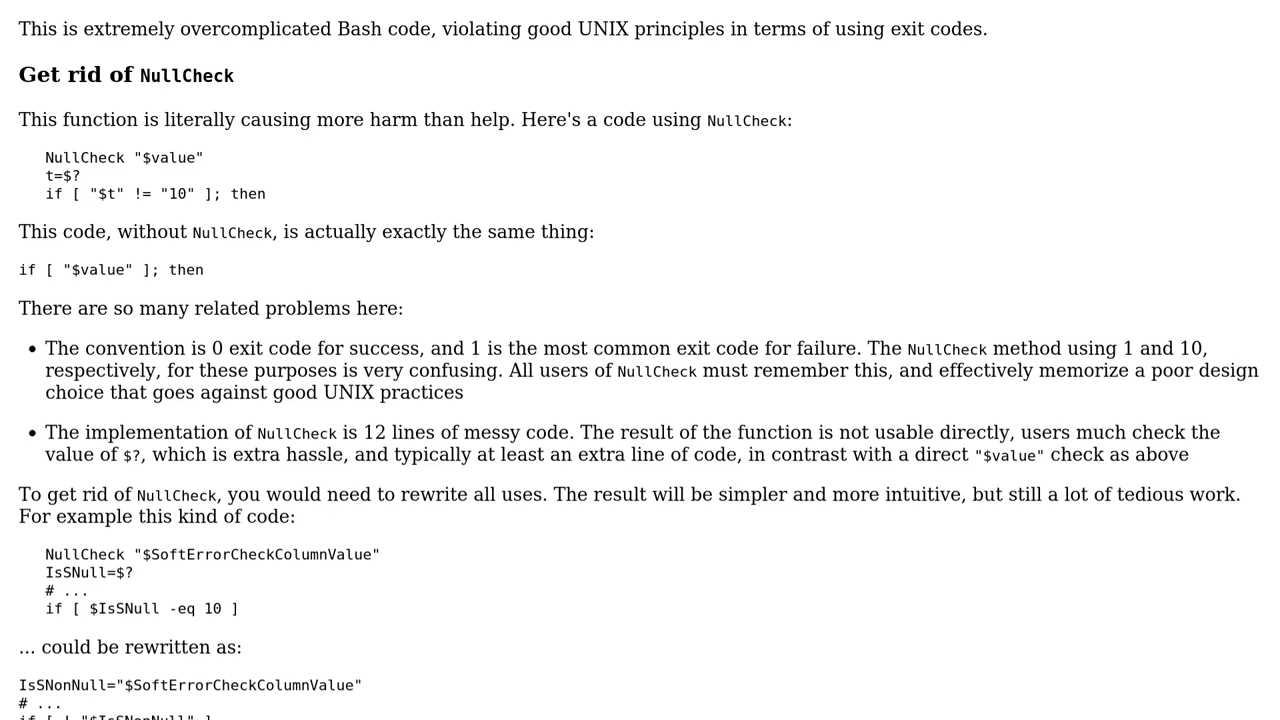 This is extremely overcomplicated Bash code, violating good UNIX principles in terms of using exit codes.
Get rid of NullCheck
This function is literally causing more harm than help. Here's a code using NullCheck:
NullCheck "$value"
t=$?
if [ "$t" != "10" ]; then
This code, without NullCheck, is actually exactly the same thing:
if [ "$value" ]; then
There are so many related problems here:
• The convention is 0 exit code for success, and 1 is the most common exit code for failure. The NullCheck method using 1 and 10,
respectively, for these purposes is very confusing. All users of NullCheck must remember this, and effectively memorize a poor design
choice that goes against good UNIX practices
• The implementation of NullCheck is 12 lines of messy code. The result of the function is not usable directly, users much check the
value of $?, which is extra hassle, and typically at least an extra line of code, in contrast with a direct "$value" check as above
To get rid of NullCheck, you would need to rewrite all uses. The result will be simpler and more intuitive, but still a lot of tedious work.
For example this kind of code:
NullCheck "$SoftErrorCheckColumnValue"
IsSNull=$?
# ...
if [ $IsSNull -eq 10 ]
... could be rewritten as:
IsSNonNull="$SoftErrorCheckColumnValue"
# ...
if [ ! "$IsSNonNull" ]